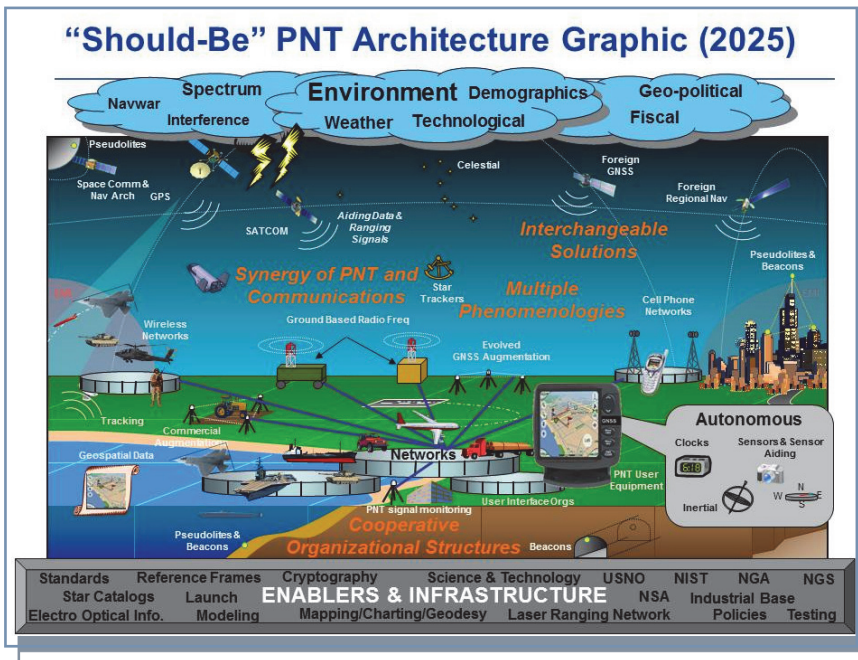 “Should-Be” PNT Architecture Graphic (2025)
Navwar
Spectrum
Interference
Environment
Demographics
Weather
Technological
Geo-political
Fiscal
Pseudolites
Space Comm &
Nav Arch
GPS
SATCOM
Aiding Data &
Ranging
Signals
Celestial
Foreign
GNSS
Foreign
Regional Nav
Interchangeable
Solutions
Synergy of PNT and
Communications
Star
Trackers
Multiple
Phenomenologies
Pseudolites &
Beacons
Cell Phone
Networks
Wireless
Networks
Ground Based Radio Freq
Evolved
GNSS Augmentation
Tracking
Commercial
Augmentation
Geospatial Data
Networks
GNSS
Autonomous
Clocks
6:18
Sensors & Sensor
Aiding
Inertial
N
W
E
S
PNT User
Equipment
User Interface Orgs
PNT signal monitoring
Cooperative
Organizational Structures
Pseudolites &
Beacons
Beacons
Standards Reference Frames Cryptography Science & Technology USNO NIST NGA NGS
Star Catalogs Launch ENABLERS & INFRASTRUCTURE NSA Industrial Base
Electro Optical Info. Modeling Mapping/Charting/Geodesy Laser Ranging Network Policies Testing